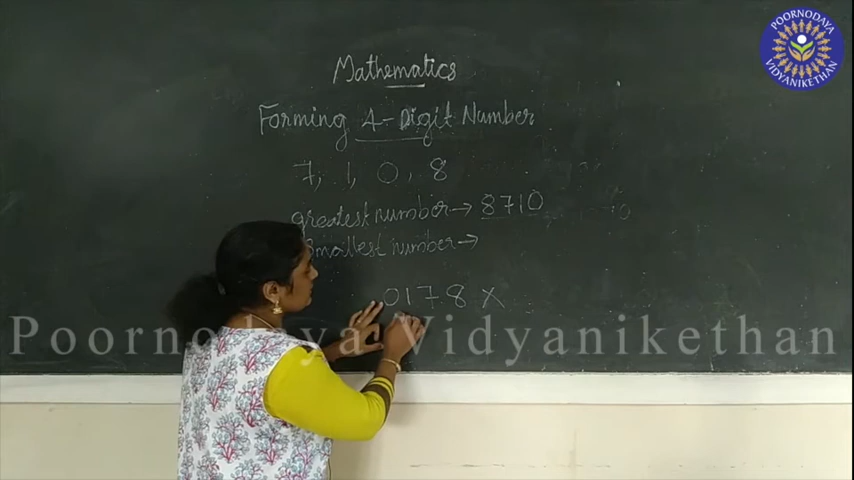 POORNODAYA
VIDYANIKETHAN
Mathematics
Forming 4-Digit Number
7, 1, 0, 8
greatest number → 8710
Smallest number →
0178 X
Poornodaya Vidyanikethan